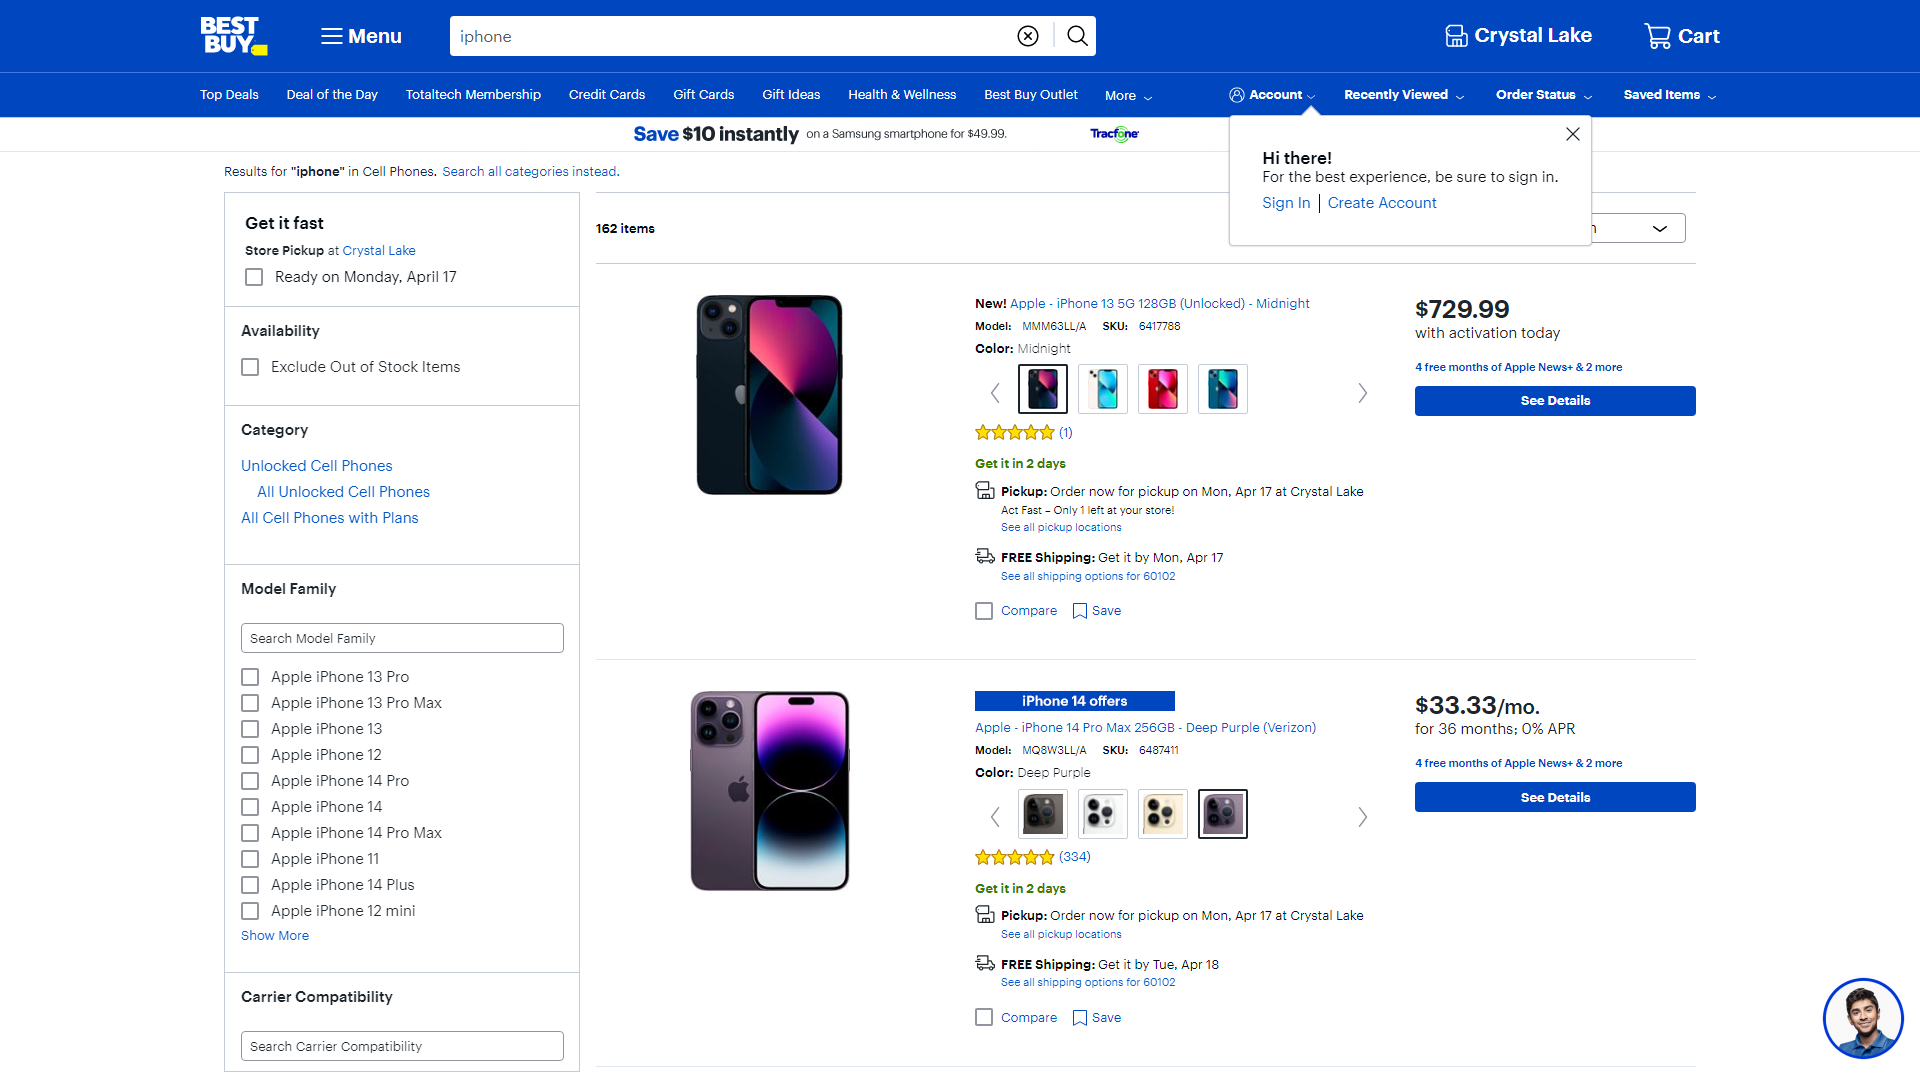 BEST BUY
Menu
iphone
Crystal Lake
Cart
Top Deals
Deal of the Day
Totaltech Membership
Credit Cards
Gift Cards
Gift Ideas
Health & Wellness
Best Buy Outlet
More
Account
Recently Viewed
Order Status
Saved Items
Save $10 instantly on a Samsung smartphone for $49.99.
Tracfone
Hi there!
For the best experience, be sure to sign in.
Sign In
Create Account
Results for "iphone" in Cell Phones. Search all categories instead.
Get it fast
Store Pickup at Crystal Lake
Ready on Monday, April 17
Availability
Exclude Out of Stock Items
Category
Unlocked Cell Phones
All Unlocked Cell Phones
All Cell Phones with Plans
Model Family
Search Model Family
Apple iPhone 13 Pro
Apple iPhone 13 Pro Max
Apple iPhone 13
Apple iPhone 12
Apple iPhone 14 Pro
Apple iPhone 14
Apple iPhone 14 Pro Max
Apple iPhone 11
Apple iPhone 14 Plus
Apple iPhone 12 mini
Show More
Carrier Compatibility
Search Carrier Compatibility
162 items
New! Apple - iPhone 13 5G 128GB (Unlocked) - Midnight
Model: MMM63LL/A SKU: 6417788
Color: Midnight
(1)
Get it in 2 days
Pickup: Order now for pickup on Mon, Apr 17 at Crystal Lake
Act Fast – Only 1 left at your store!
See all pickup locations
FREE Shipping: Get it by Mon, Apr 17
See all shipping options for 60102
Compare
Save
$729.99
with activation today
4 free months of Apple News+ & 2 more
See Details
iPhone 14 offers
Apple - iPhone 14 Pro Max 256GB - Deep Purple (Verizon)
Model: MQ8W3LL/A SKU: 6487411
Color: Deep Purple
(334)
Get it in 2 days
Pickup: Order now for pickup on Mon, Apr 17 at Crystal Lake
See all pickup locations
FREE Shipping: Get it by Tue, Apr 18
See all shipping options for 60102
Compare
Save
$33.33/mo.
for 36 months; 0% APR
4 free months of Apple News+ & 2 more
See Details